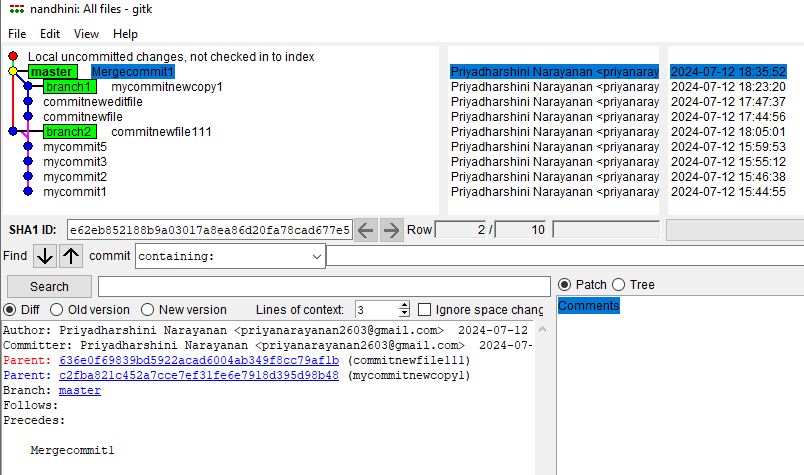 nandhini: All files - gitk
File Edit View Help
Local uncommitted changes, not checked in to index
master Mergecommit1 Priyadharshini Narayanan <priyanaray 2024-07-12 18:35:52
branch1 mycommitnewcopy1 Priyadharshini Narayanan <priyanaray 2024-07-12 18:23:20
commitneweditfile Priyadharshini Narayanan <priyanaray 2024-07-12 17:47:37
commitnewfile Priyadharshini Narayanan <priyanaray 2024-07-12 17:44:56
branch2 commitnewfile111 Priyadharshini Narayanan <priyanaray 2024-07-12 18:05:01
mycommit5 Priyadharshini Narayanan <priyanaray 2024-07-12 15:59:53
mycommit3 Priyadharshini Narayanan <priyanaray 2024-07-12 15:55:12
mycommit2 Priyadharshini Narayanan <priyanaray 2024-07-12 15:46:38
mycommit1 Priyadharshini Narayanan <priyanaray 2024-07-12 15:44:55
SHA1 ID: e62eb852188b9a03017a8ea86d20fa78cad677e5 Row 2 / 10
Find commit containing:
Search Patch Tree
Diff Old version New version Lines of context: 3 Ignore space chang Comments
Author: Priyadharshini Narayanan <priyanarayanan2603@gmail.com> 2024-07-12
Committer: Priyadharshini Narayanan <priyanarayanan2603@gmail.com> 2024-07-
Parent: 636e0f69839bd5922acad6004ab349f8cc79af1b (commitnewfile111)
Parent: c2fba821c452a7cce7ef31fe6e7918d395d98b48 (mycommitnewcopy1)
Branch: master
Follows:
Precedes:
Mergecommit1